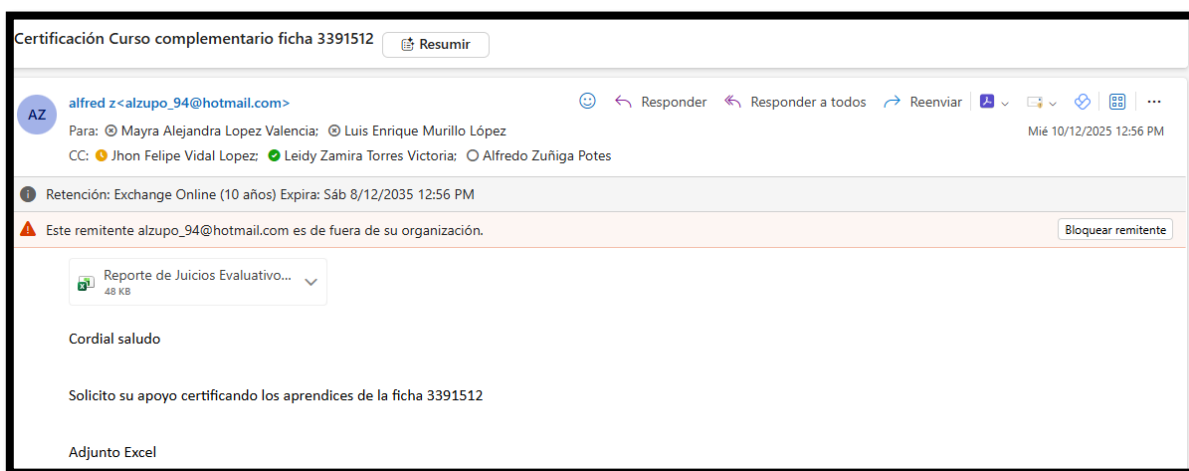 Certificación Curso complementario ficha 3391512 Resumir
AZ
alfred z<alzupo_94@hotmail.com>
Responder Responder a todos Reenviar
Para: Mayra Alejandra Lopez Valencia; Luis Enrique Murillo López
Mié 10/12/2025 12:56 PM
CC: Jhon Felipe Vidal Lopez; Leidy Zamira Torres Victoria; Alfredo Zuñiga Potes
Retención: Exchange Online (10 años) Expira: Sáb 8/12/2035 12:56 PM
Este remitente alzupo_94@hotmail.com es de fuera de su organización. Bloquear remitente
Reporte de Juicios Evaluativo...
48 KB
Cordial saludo
Solicito su apoyo certificando los aprendices de la ficha 3391512
Adjunto Excel